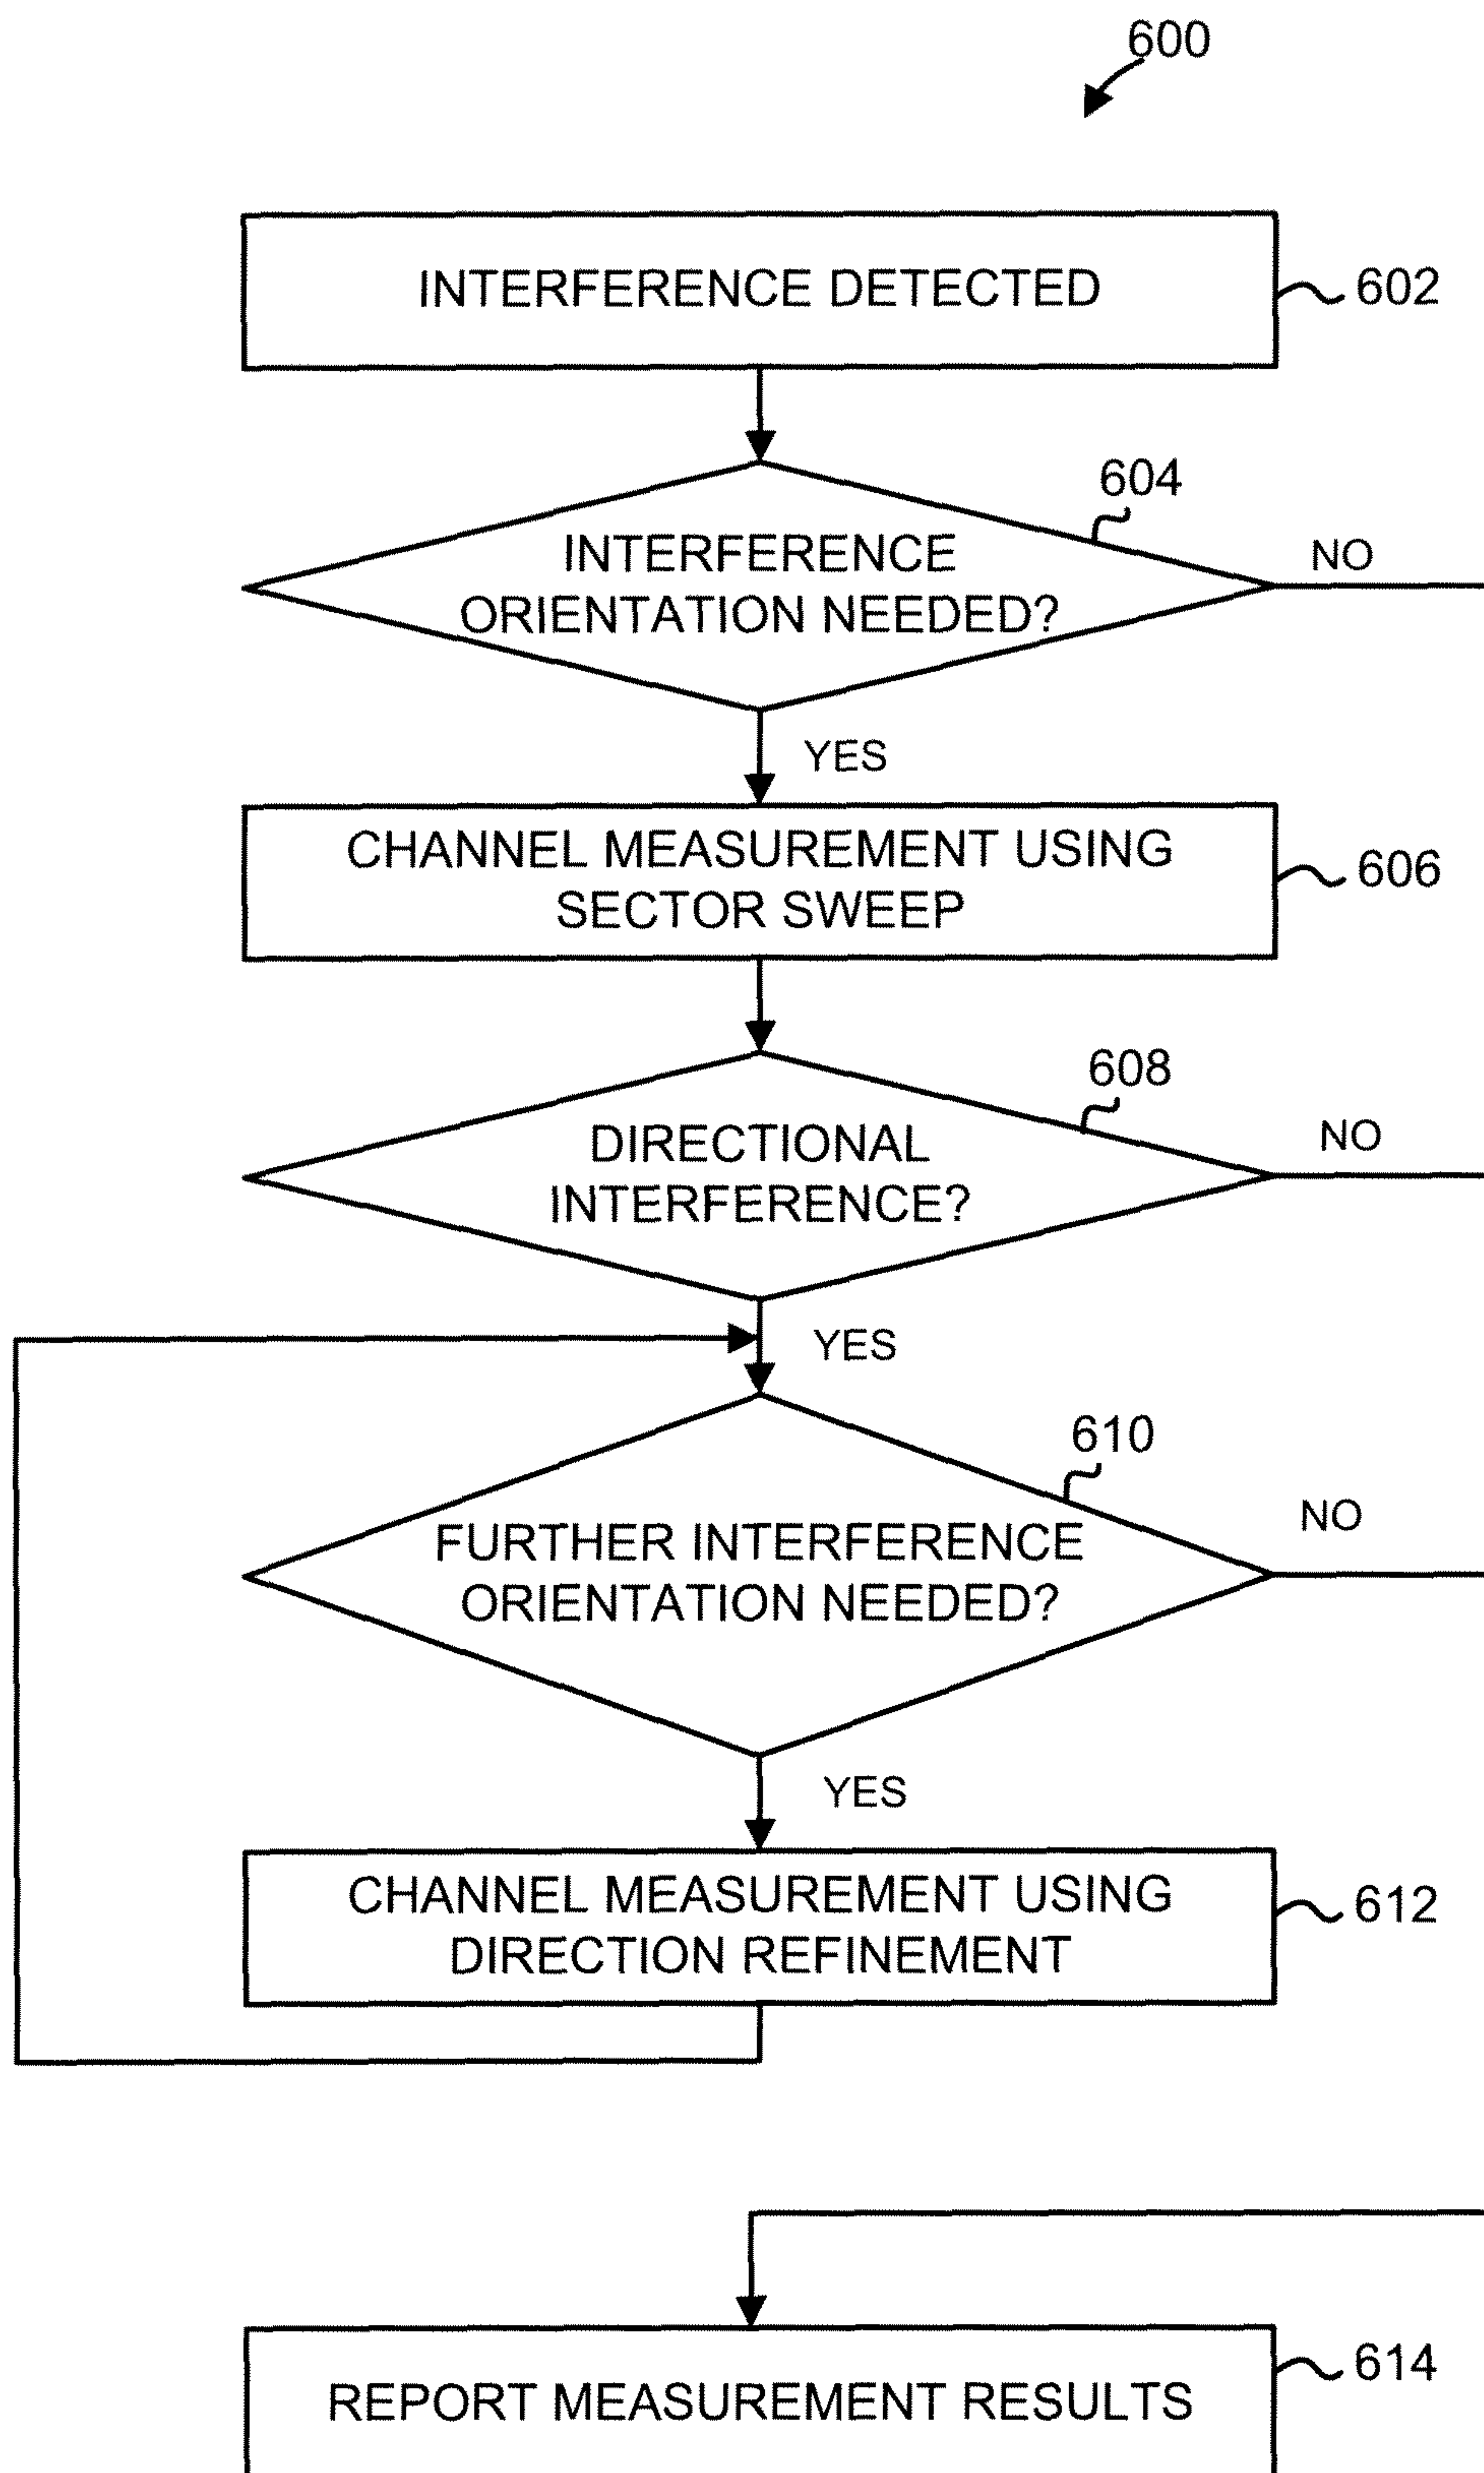 600
INTERFERENCE DETECTED
602
604
INTERFERENCE
ORIENTATION NEEDED?
NO
YES
CHANNEL MEASUREMENT USING
SECTOR SWEEP
606
608
DIRECTIONAL
INTERFERENCE?
NO
YES
610
FURTHER INTERFERENCE
ORIENTATION NEEDED?
NO
YES
CHANNEL MEASUREMENT USING
DIRECTION REFINEMENT
612
614
REPORT MEASUREMENT RESULTS